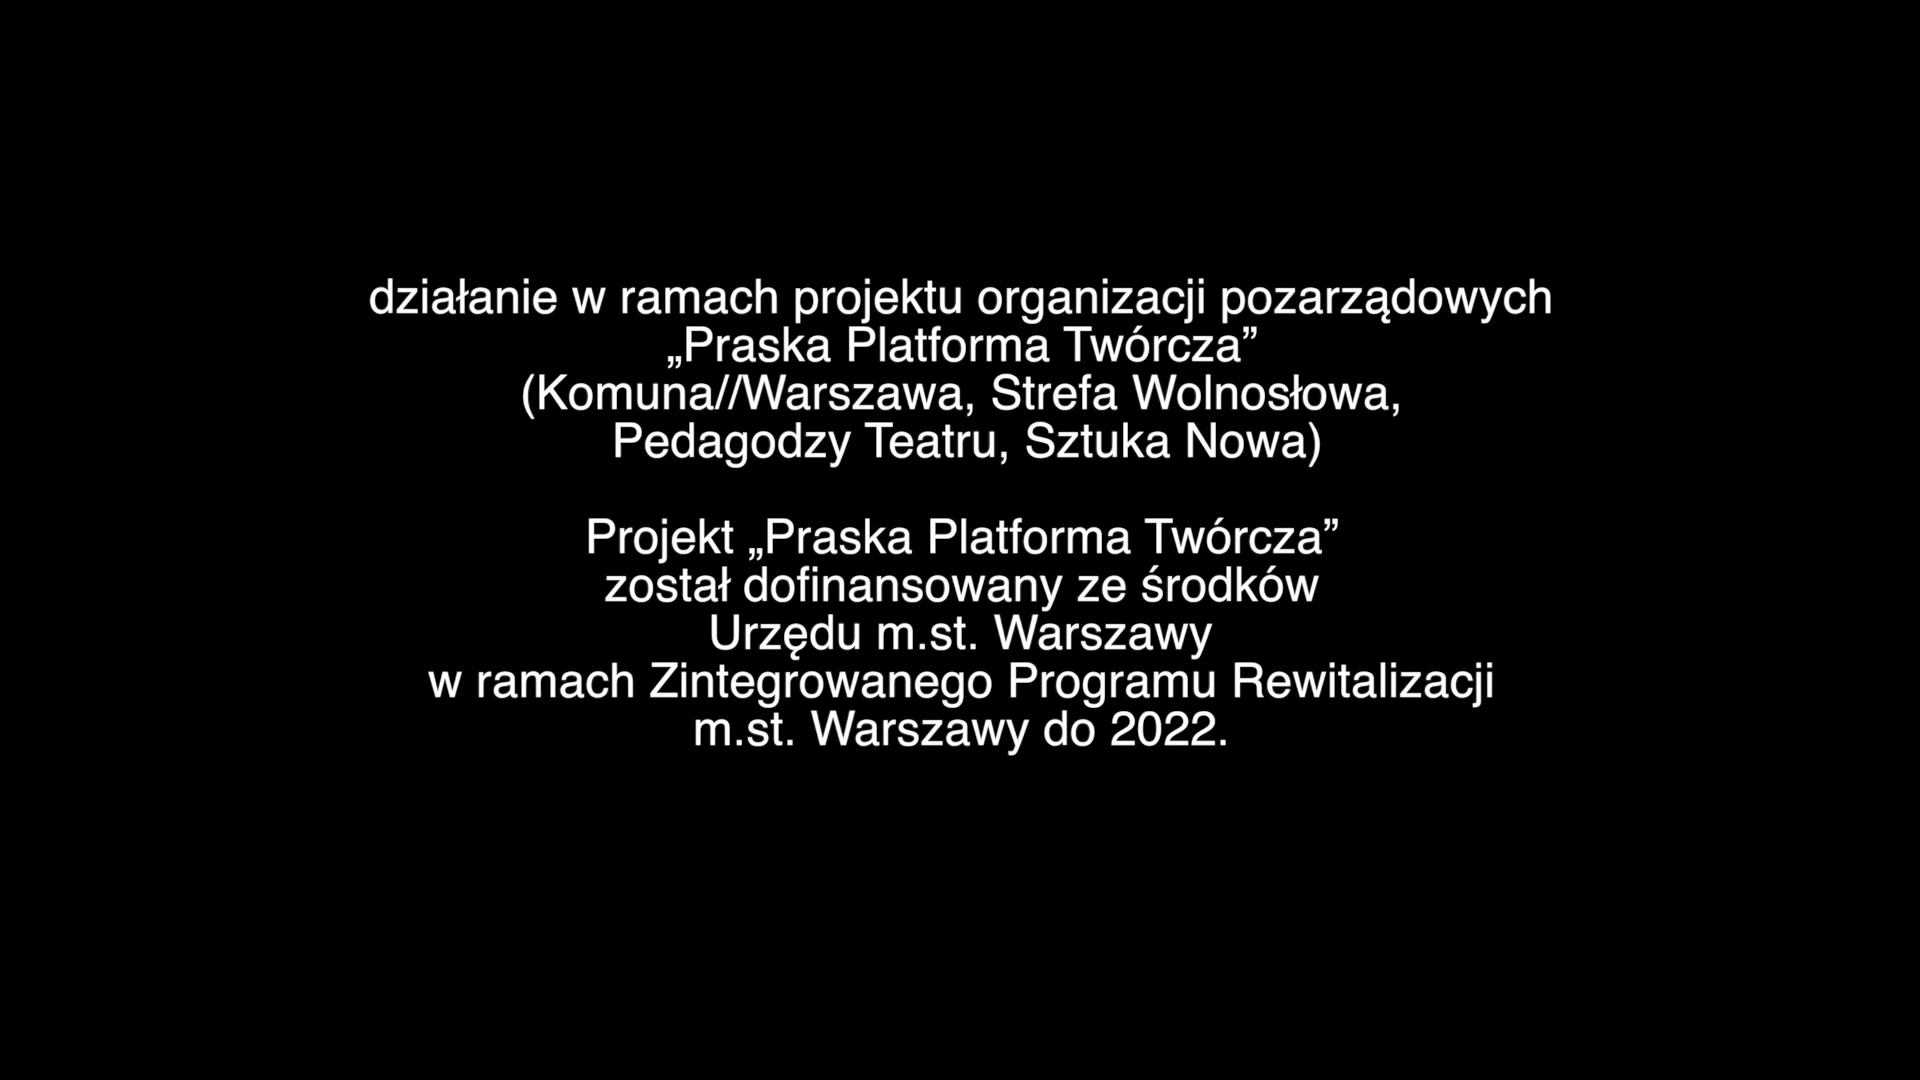 działanie w ramach projektu organizacji pozarządowych
„Praska Platforma Twórcza”
(Komuna//Warszawa, Strefa Wolnosłowa,
Pedagodzy Teatru, Sztuka Nowa)
Projekt „Praska Platforma Twórcza”
został dofinansowany ze środków
Urzędu m.st. Warszawy
w ramach Zintegrowanego Programu Rewitalizacji
m.st. Warszawy do 2022.